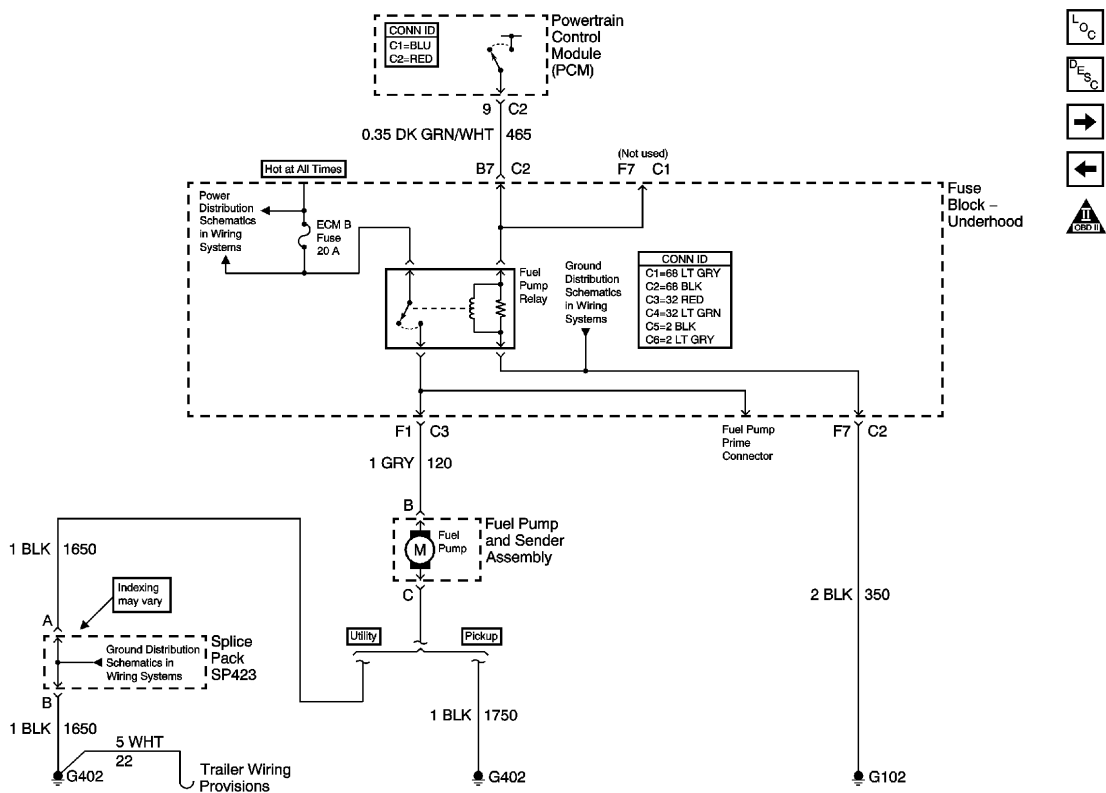 CONN ID
C1=BLU
C2=RED
Powertrain
Control
Module
(PCM)
L
O
C
D
E
S
C
II
OBD II
9 C2
0.35 DK GRN/WHT 465
B7 C2
(Not used)
F7 C1
Hot at All Times
Power
Distribution
Schematics
in Wiring
Systems
ECM B
Fuse
20 A
Fuse
Block –
Underhood
Fuel
Pump
Relay
Ground
Distribution
Schematics
in Wiring
Systems
CONN ID
C1=68 LT GRY
C2=68 BLK
C3=32 RED
C4=32 LT GRN
C5=2 BLK
C6=2 LT GRY
F1 C3
Fuel Pump
Prime
Connector
F7 C2
1 GRY 120
B
Fuel
Pump
M
Fuel Pump
and Sender
Assembly
C
1 BLK 1650
Indexing
may vary
A
Ground Distribution
Schematics in
Wiring Systems
Splice
Pack
SP423
B
Utility
Pickup
2 BLK 350
1 BLK 1650
1 BLK 1750
5 WHT
22
Trailer Wiring
Provisions
G402
G402
G102